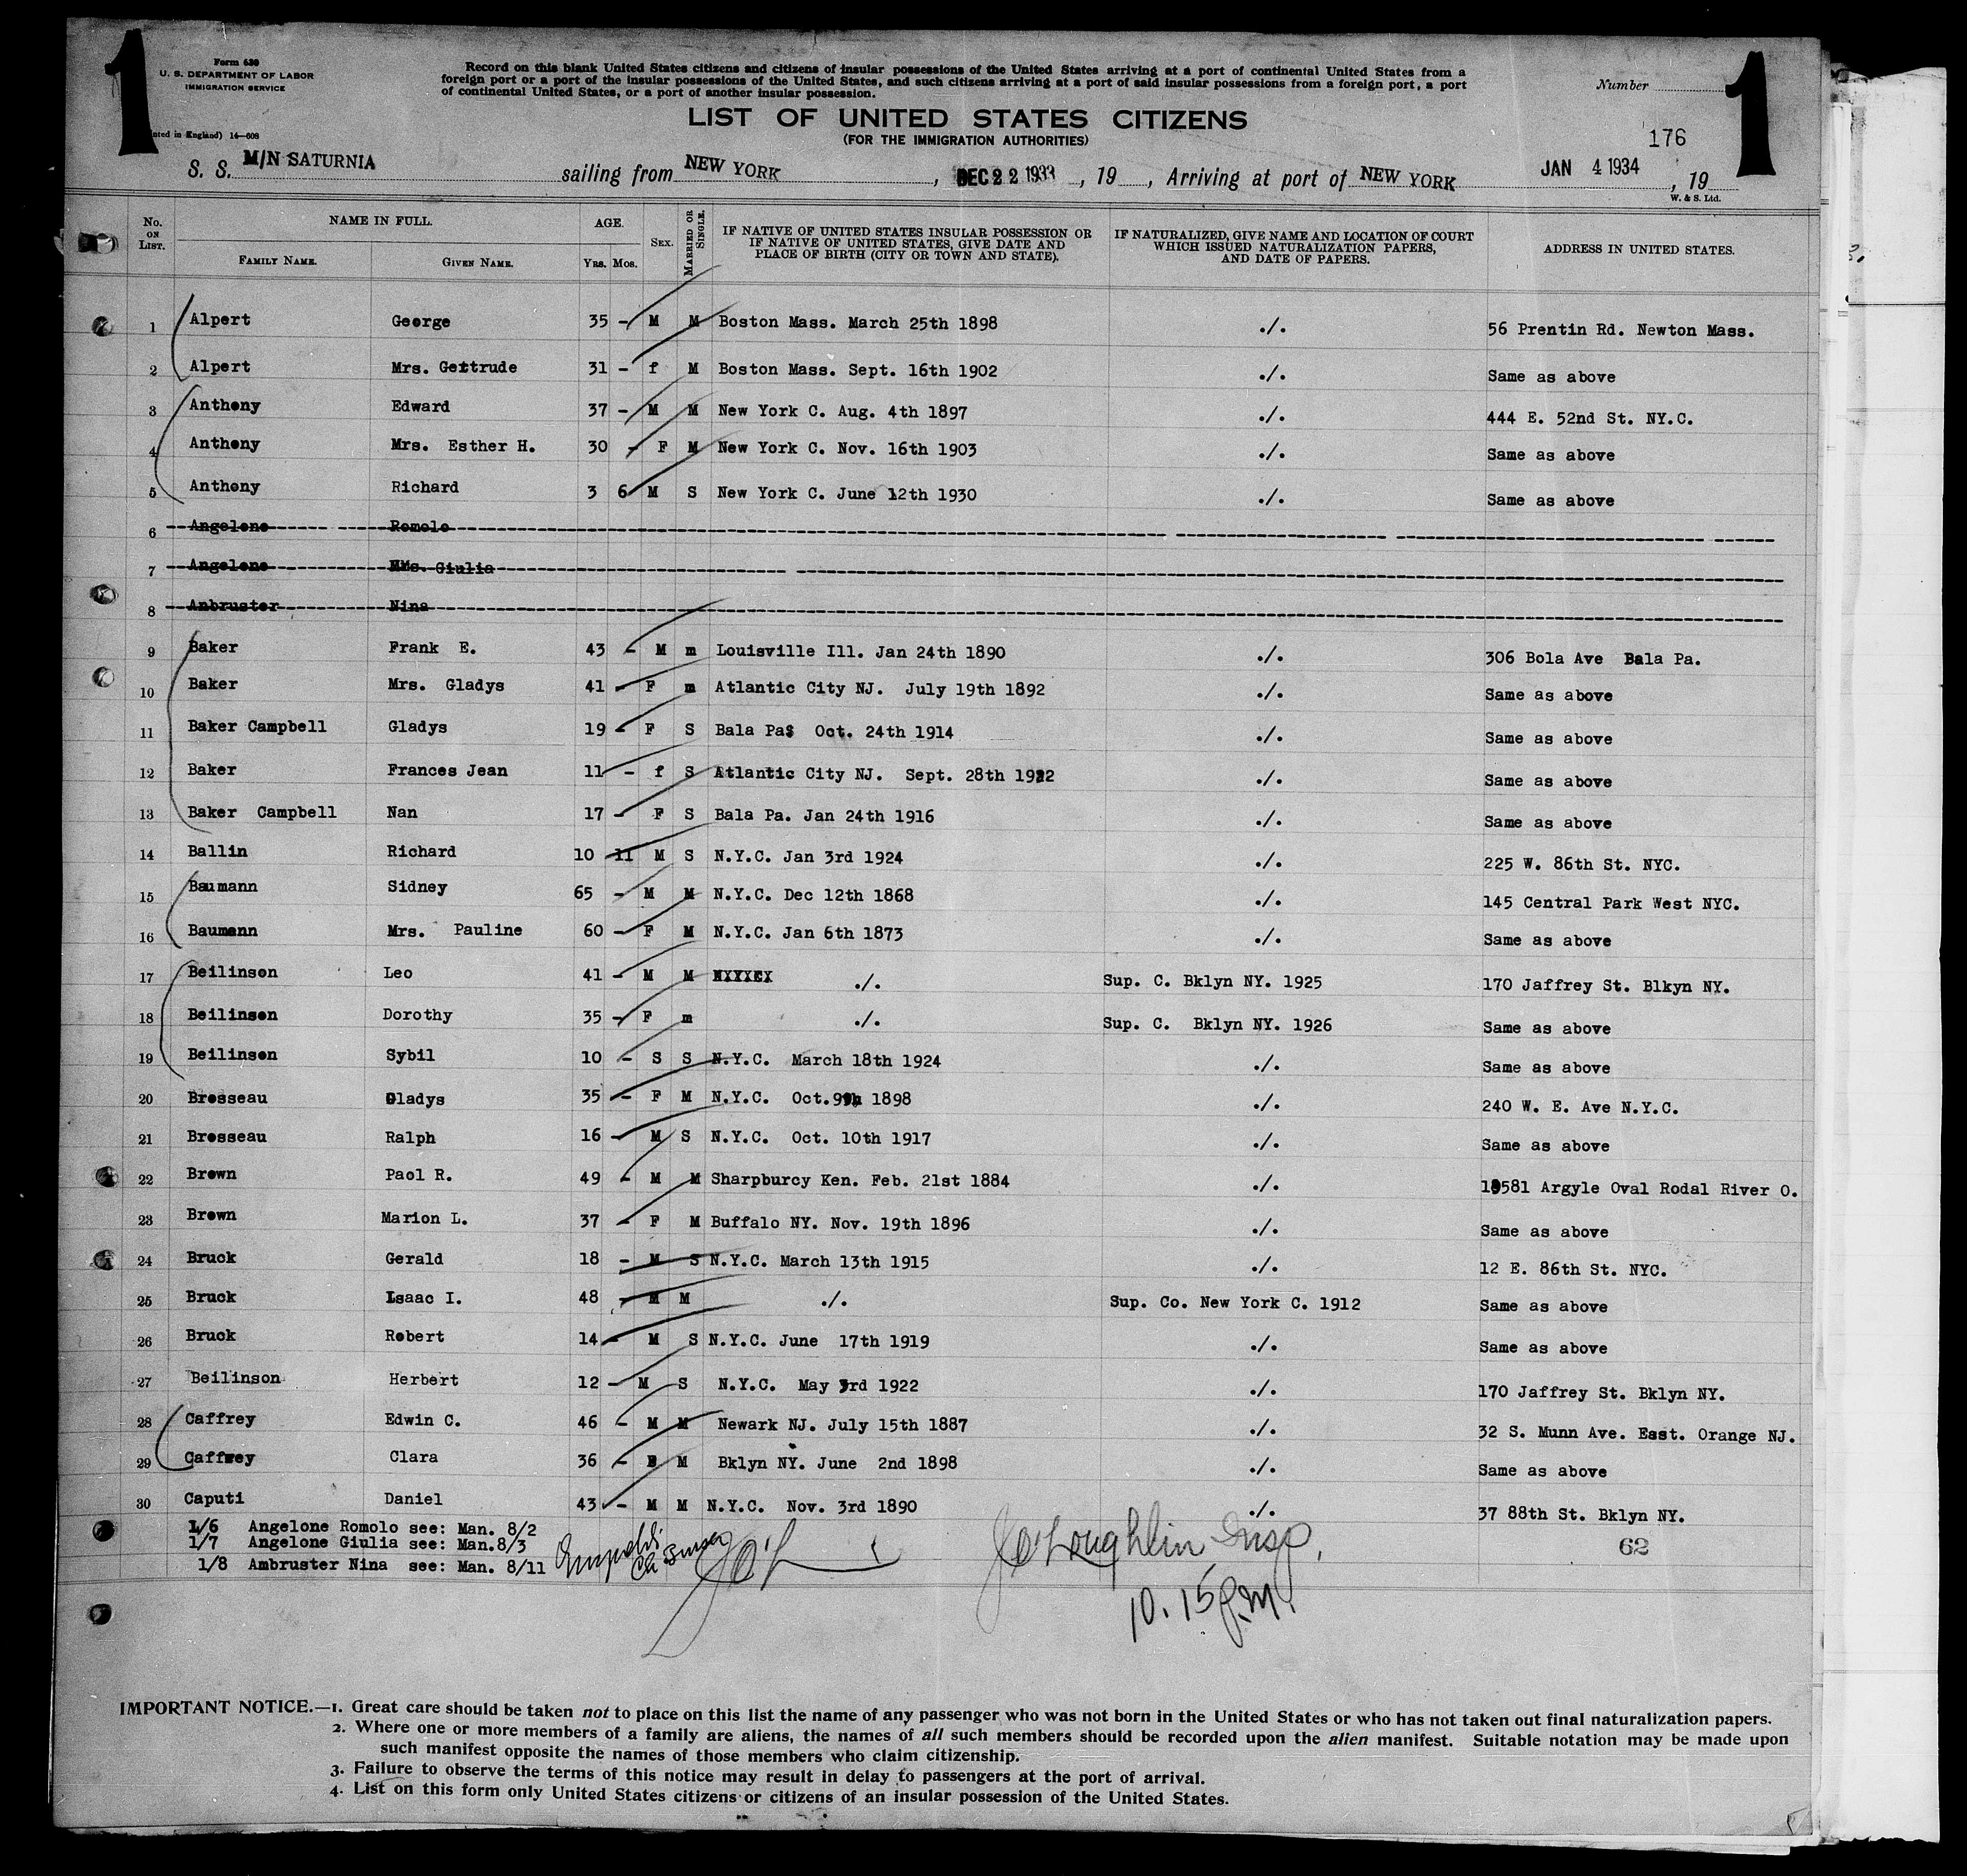 1
1
Form 630
U. S. DEPARTMENT OF LABOR
IMMIGRATION SERVICE
(Printed in England) 14—608
Record on this blank United States citizens and citizens of insular possessions of the United States arriving at a port of continental United States from a
foreign port or a port of the insular possessions of the United States, and such citizens arriving at a port of said insular possessions from a foreign port, a port
of continental United States, or a port of another insular possession.
Number
LIST OF UNITED STATES CITIZENS
(FOR THE IMMIGRATION AUTHORITIES)
176
S. S. M/N SATURNIA sailing from NEW YORK , DEC 22 1933 , 19 , Arriving at port of NEW YORK JAN 4 1934 , 19
W. & S. Ltd.
No. ON LIST. NAME IN FULL. FAMILY NAME. GIVEN NAME. AGE. Yrs. Mos. SEX. MARRIED OR SINGLE. IF NATIVE OF UNITED STATES INSULAR POSSESSION OR IF NATIVE OF UNITED STATES, GIVE DATE AND PLACE OF BIRTH (CITY OR TOWN AND STATE). IF NATURALIZED, GIVE NAME AND LOCATION OF COURT WHICH ISSUED NATURALIZATION PAPERS, AND DATE OF PAPERS. ADDRESS IN UNITED STATES.
1 Alpert George 35 - M M Boston Mass. March 25th 1898 ./. 56 Prentin Rd. Newton Mass.
2 Alpert Mrs. Gertrude 31 - f M Boston Mass. Sept. 16th 1902 ./. Same as above
3 Anthony Edward 37 - M M New York C. Aug. 4th 1897 ./. 444 E. 52nd St. NY.C.
4 Anthony Mrs. Esther H. 30 - F M New York C. Nov. 16th 1903 ./. Same as above
5 Anthony Richard 3 6 M S New York C. June 12th 1930 ./. Same as above
6 Angelone Romolo
7 Angelone Mrs. Giulia
8 Anbruster Nina
9 Baker Frank E. 43 - M m Louisville Ill. Jan 24th 1890 ./. 306 Bola Ave Bala Pa.
10 Baker Mrs. Gladys 41 - F m Atlantic City NJ. July 19th 1892 ./. Same as above
11 Baker Campbell Gladys 19 - F S Bala Pa$ Oct. 24th 1914 ./. Same as above
12 Baker Frances Jean 11 - f S Atlantic City NJ. Sept. 28th 1922 ./. Same as above
13 Baker Campbell Nan 17 - F S Bala Pa. Jan 24th 1916 ./. Same as above
14 Ballin Richard 10 11 M S N.Y.C. Jan 3rd 1924 ./. 225 W. 86th St. NYC.
15 Baumann Sidney 65 - M M N.Y.C. Dec 12th 1868 ./. 145 Central Park West NYC.
16 Baumann Mrs. Pauline 60 - F M N.Y.C. Jan 6th 1873 ./. Same as above
17 Beilinson Leo 41 - M M ./. Sup. C. Bklyn NY. 1925 170 Jaffrey St. Blkyn NY.
18 Beilinson Dorothy 35 - F m ./. Sup. C. Bklyn NY. 1926 Same as above
19 Beilinson Sybil 10 - S S N.Y.C. March 18th 1924 ./. Same as above
20 Brosseau Gladys 35 - F M N.Y.C. Oct.9th 1898 ./. 240 W. E. Ave N.Y.C.
21 Brosseau Ralph 16 - M S N.Y.C. Oct. 10th 1917 ./. Same as above
22 Brown Paol R. 49 - M M Sharpburcy Ken. Feb. 21st 1884 ./. 19581 Argyle Oval Rodal River O.
23 Brown Marion L. 37 - F M Buffalo NY. Nov. 19th 1896 ./. Same as above
24 Bruck Gerald 18 - M S N.Y.C. March 13th 1915 ./. 12 E. 86th St. NYC.
25 Bruck Isaac I. 48 - M M ./. Sup. Co. New York C. 1912 Same as above
26 Bruck Robert 14 - M S N.Y.C. June 17th 1919 ./. Same as above
27 Beilinson Herbert 12 - M S N.Y.C. May 3rd 1922 ./. 170 Jaffrey St. Bklyn NY.
28 Caffrey Edwin C. 46 - M M Newark NJ. July 15th 1887 ./. 32 S. Munn Ave. East. Orange NJ.
29 Caffrey Clara 36 - M Bklyn NY. June 2nd 1898 ./. Same as above
30 Caputi Daniel 43 - M M N.Y.C. Nov. 3rd 1890 ./. 37 88th St. Bklyn NY.
1/6 Angelone Romolo see: Man. 8/2
1/7 Angelone Giulia see: Man.8/3
1/8 Ambruster Nina see: Man. 8/11
J O'Loughlin Insp.
10.15 P.M.
62
IMPORTANT NOTICE.—1. Great care should be taken not to place on this list the name of any passenger who was not born in the United States or who has not taken out final naturalization papers.
2. Where one or more members of a family are aliens, the names of all such members should be recorded upon the alien manifest. Suitable notation may be made upon
such manifest opposite the names of those members who claim citizenship.
3. Failure to observe the terms of this notice may result in delay to passengers at the port of arrival.
4. List on this form only United States citizens or citizens of an insular possession of the United States.